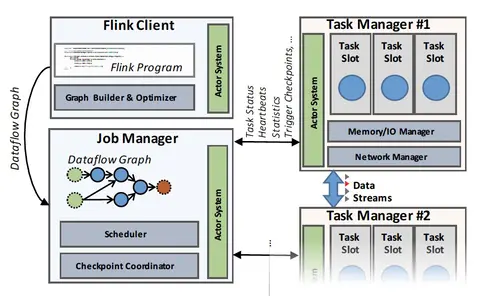 Flink Client
Flink Program
Graph Builder & Optimizer
Actor System
Dataflow Graph
Job Manager
Dataflow Graph
Scheduler
Checkpoint Coordinator
Actor System
Task Status
Heartbeats
Statistics
Trigger Checkpoints, ...
...
Task Manager #1
Actor System
Task Slot
Task Slot
Task Slot
Memory/IO Manager
Network Manager
Data
Streams
Task Manager #2
Task Slot
Task Slot
Task Slot